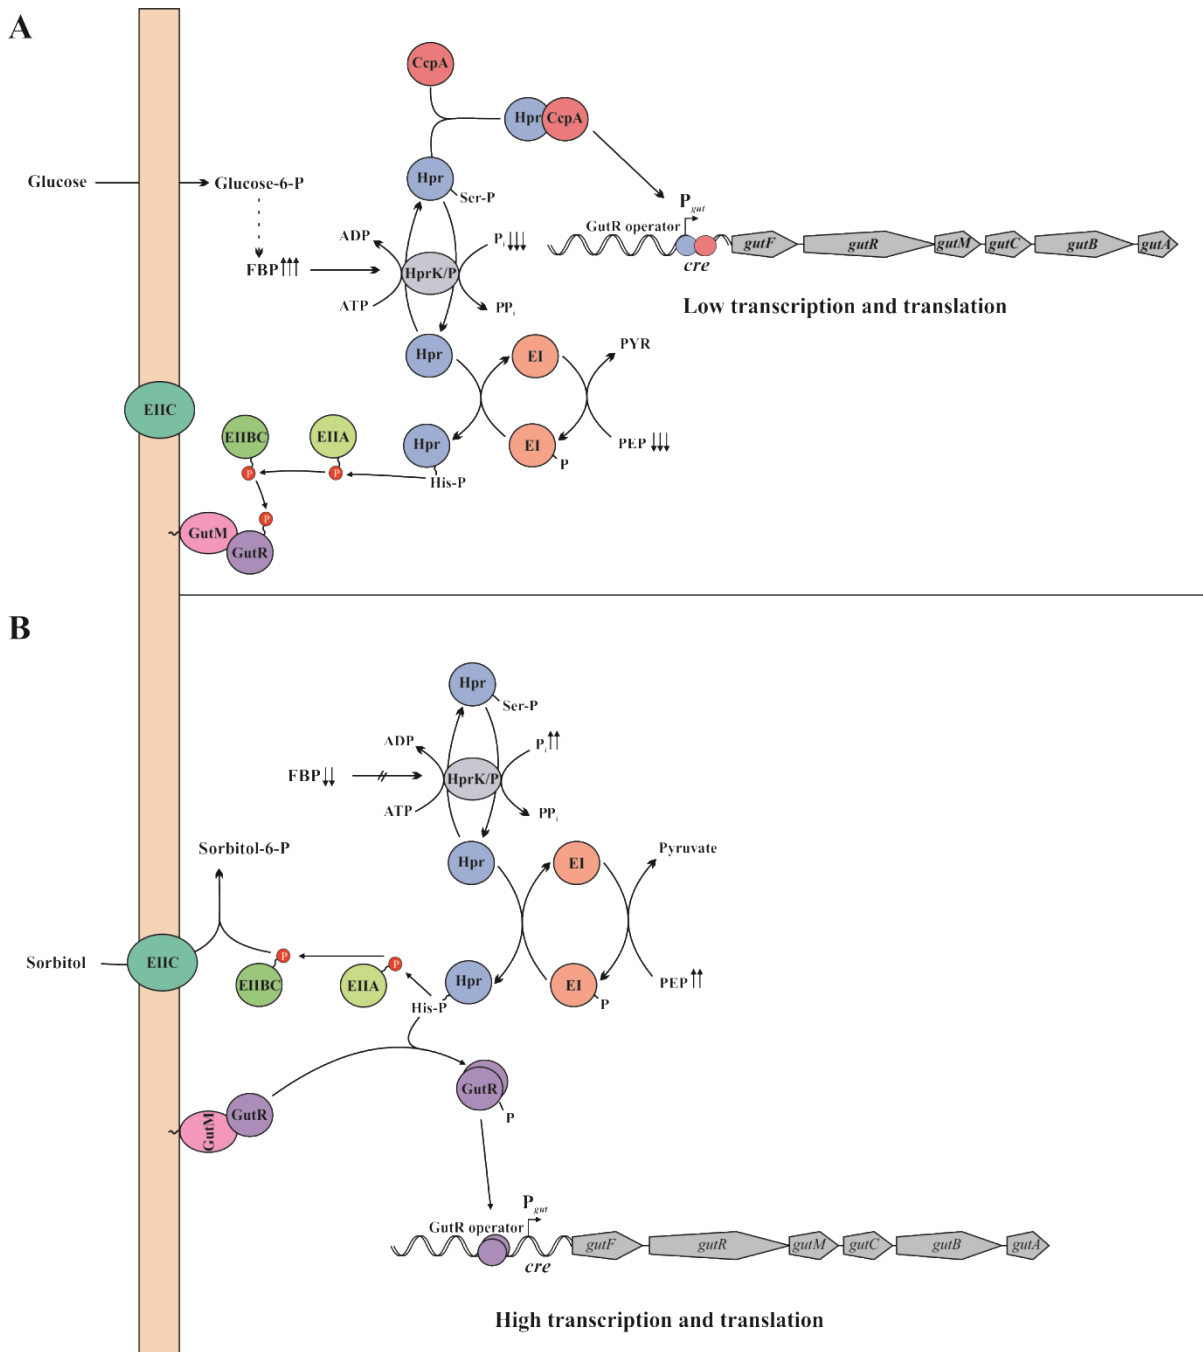 A
CcpA
Hpr CcpA
Hpr
Ser-P
Glucose
Glucose-6-P
P gut
GutR operator
ADP
Pi
FBP
HprK/P
cre
gutF
gutR
gutM
gutC
gutB
gutA
ATP
PPi
Low transcription and translation
Hpr
EI
PYR
EIIC
EIIBC
EIIA
Hpr
EI
PEP
P
P
P
His-P
P
GutM
GutR
B
Hpr
Ser-P
ADP
Pi
FBP
HprK/P
ATP
PPi
Sorbitol-6-P
Hpr
EI
Pyruvate
Sorbitol
EIIC
P
P
EIIBC
EIIA
Hpr
EI
PEP
His-P
P
GutM
GutR
GutR
P
P gut
GutR operator
cre
gutF
gutR
gutM
gutC
gutB
gutA
High transcription and translation